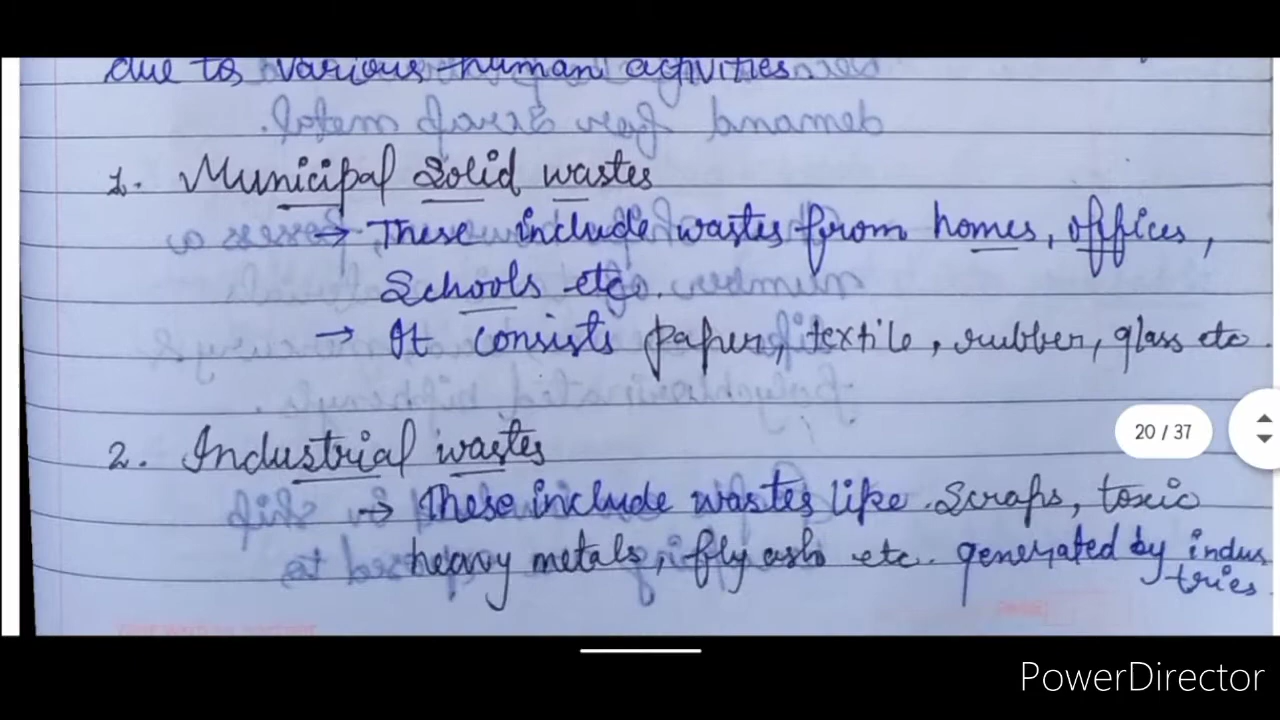 due to various human activities.
1. Municipal Solid wastes
→ These include wastes from homes, offices,
Schools etc.
→ It consists paper, textile, rubber, glass etc.
2. Industrial wastes
→ These include wastes like Scraps, toxic
heavy metals, fly ash etc. generated by indus
tries.
20 / 37
PowerDirector